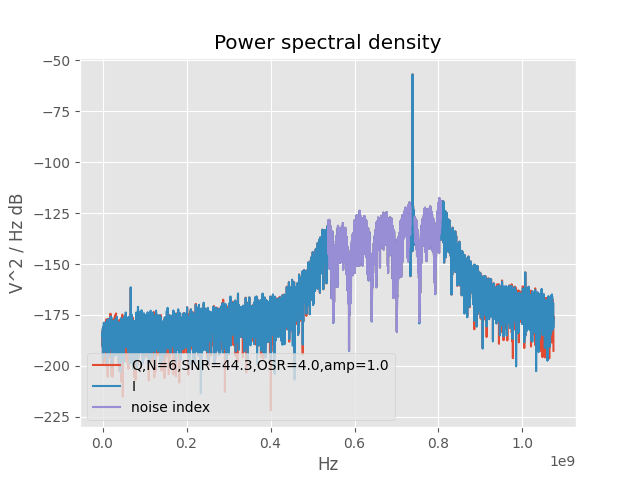 Power spectral density
V^2 / Hz dB
−50
−75
−100
−125
−150
−175
−200
−225
Q,N=6,SNR=44.3,OSR=4.0,amp=1.0
I
noise index
0.0 0.2 0.4 0.6 0.8 1.0
1e9
Hz